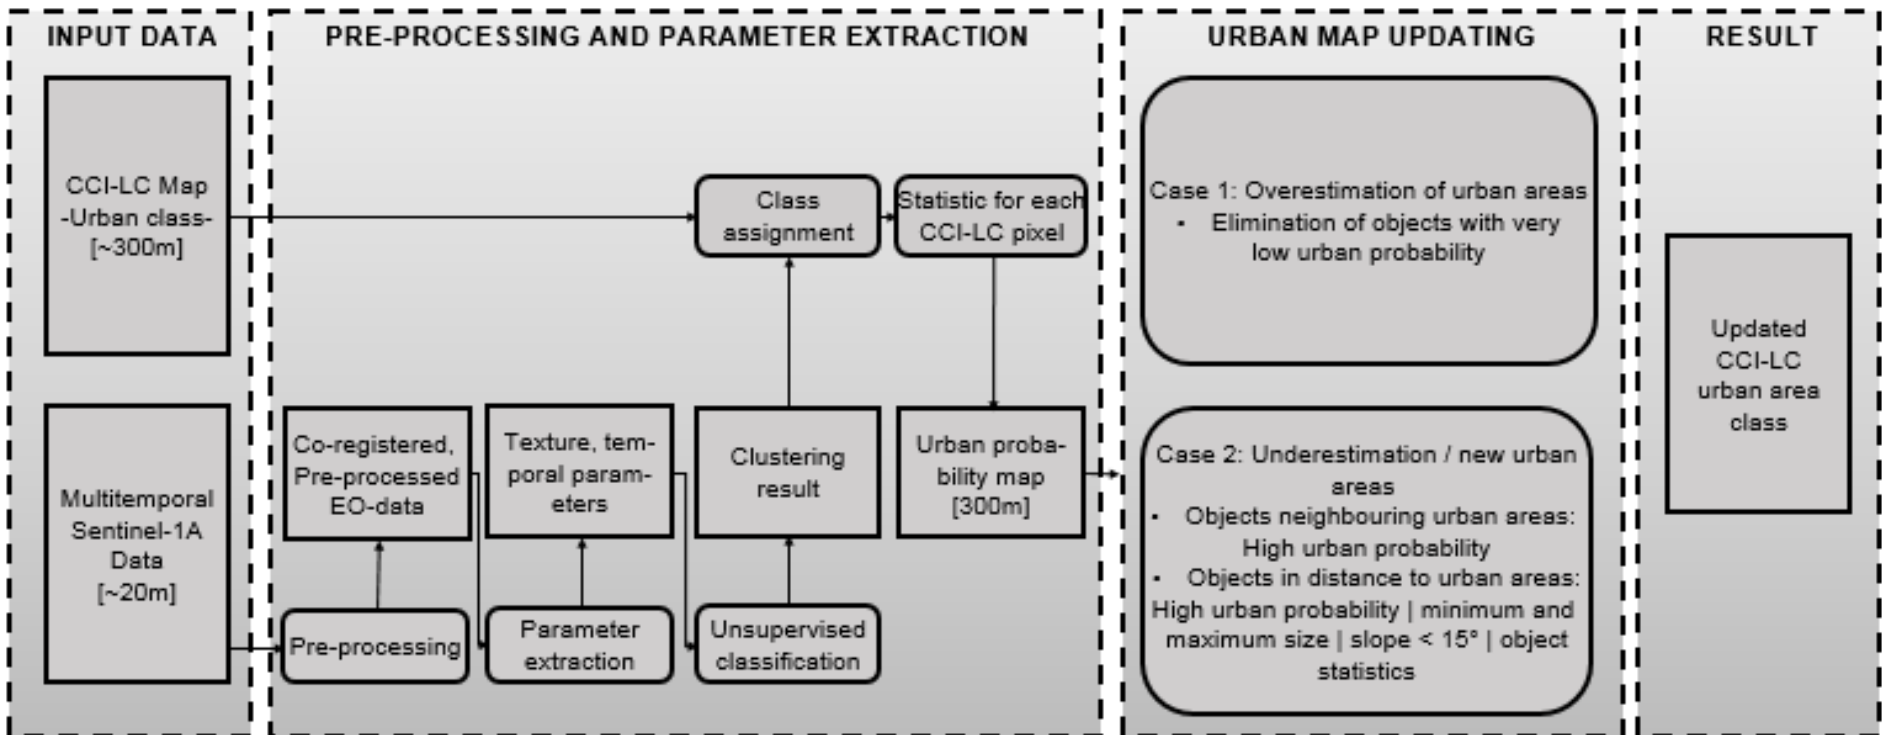 INPUT DATA
CCI-LC Map
-Urban class-
[~300m]
Multitemporal
Sentinel-1A
Data
[~20m]
PRE-PROCESSING AND PARAMETER EXTRACTION
Class
assignment
Statistic for each
CCI-LC pixel
Co-registered,
Pre-processed
EO-data
Texture, tem-
poral param-
eters
Clustering
result
Urban proba-
bility map
[300m]
Pre-processing
Parameter
extraction
Unsupervised
classification
URBAN MAP UPDATING
Case 1: Overestimation of urban areas
▪ Elimination of objects with very
low urban probability
Case 2: Underestimation / new urban
areas
▪ Objects neighbouring urban areas:
High urban probability
▪ Objects in distance to urban areas:
High urban probability | minimum and
maximum size | slope < 15° | object
statistics
RESULT
Updated
CCI-LC
urban area
class